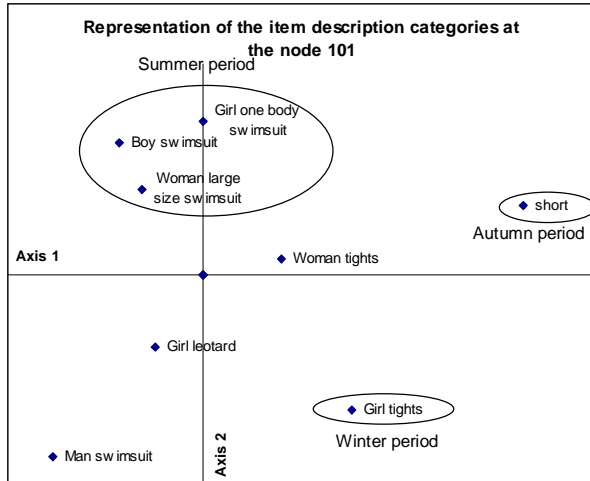 Representation of the item description categories at
the node 101
Summer period
Girl one body
swimsuit
Boy swimsuit
Woman large
size swimsuit
short
Autumn period
Axis 1
Woman tights
Girl leotard
Girl tights
Winter period
Axis 2
Man swimsuit